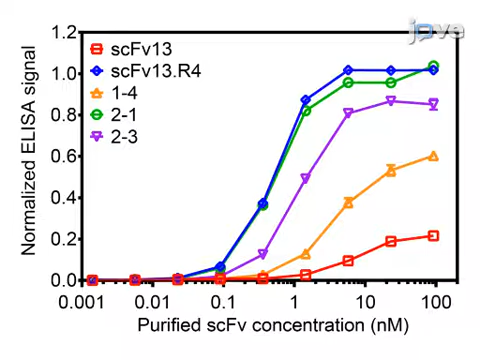 jove
1.2
1.0
0.8
0.6
0.4
0.2
0.0
Normalized ELISA signal
scFv13
scFv13.R4
1-4
2-1
2-3
0.001 0.01 0.1 1 10 100
Purified scFv concentration (nM)